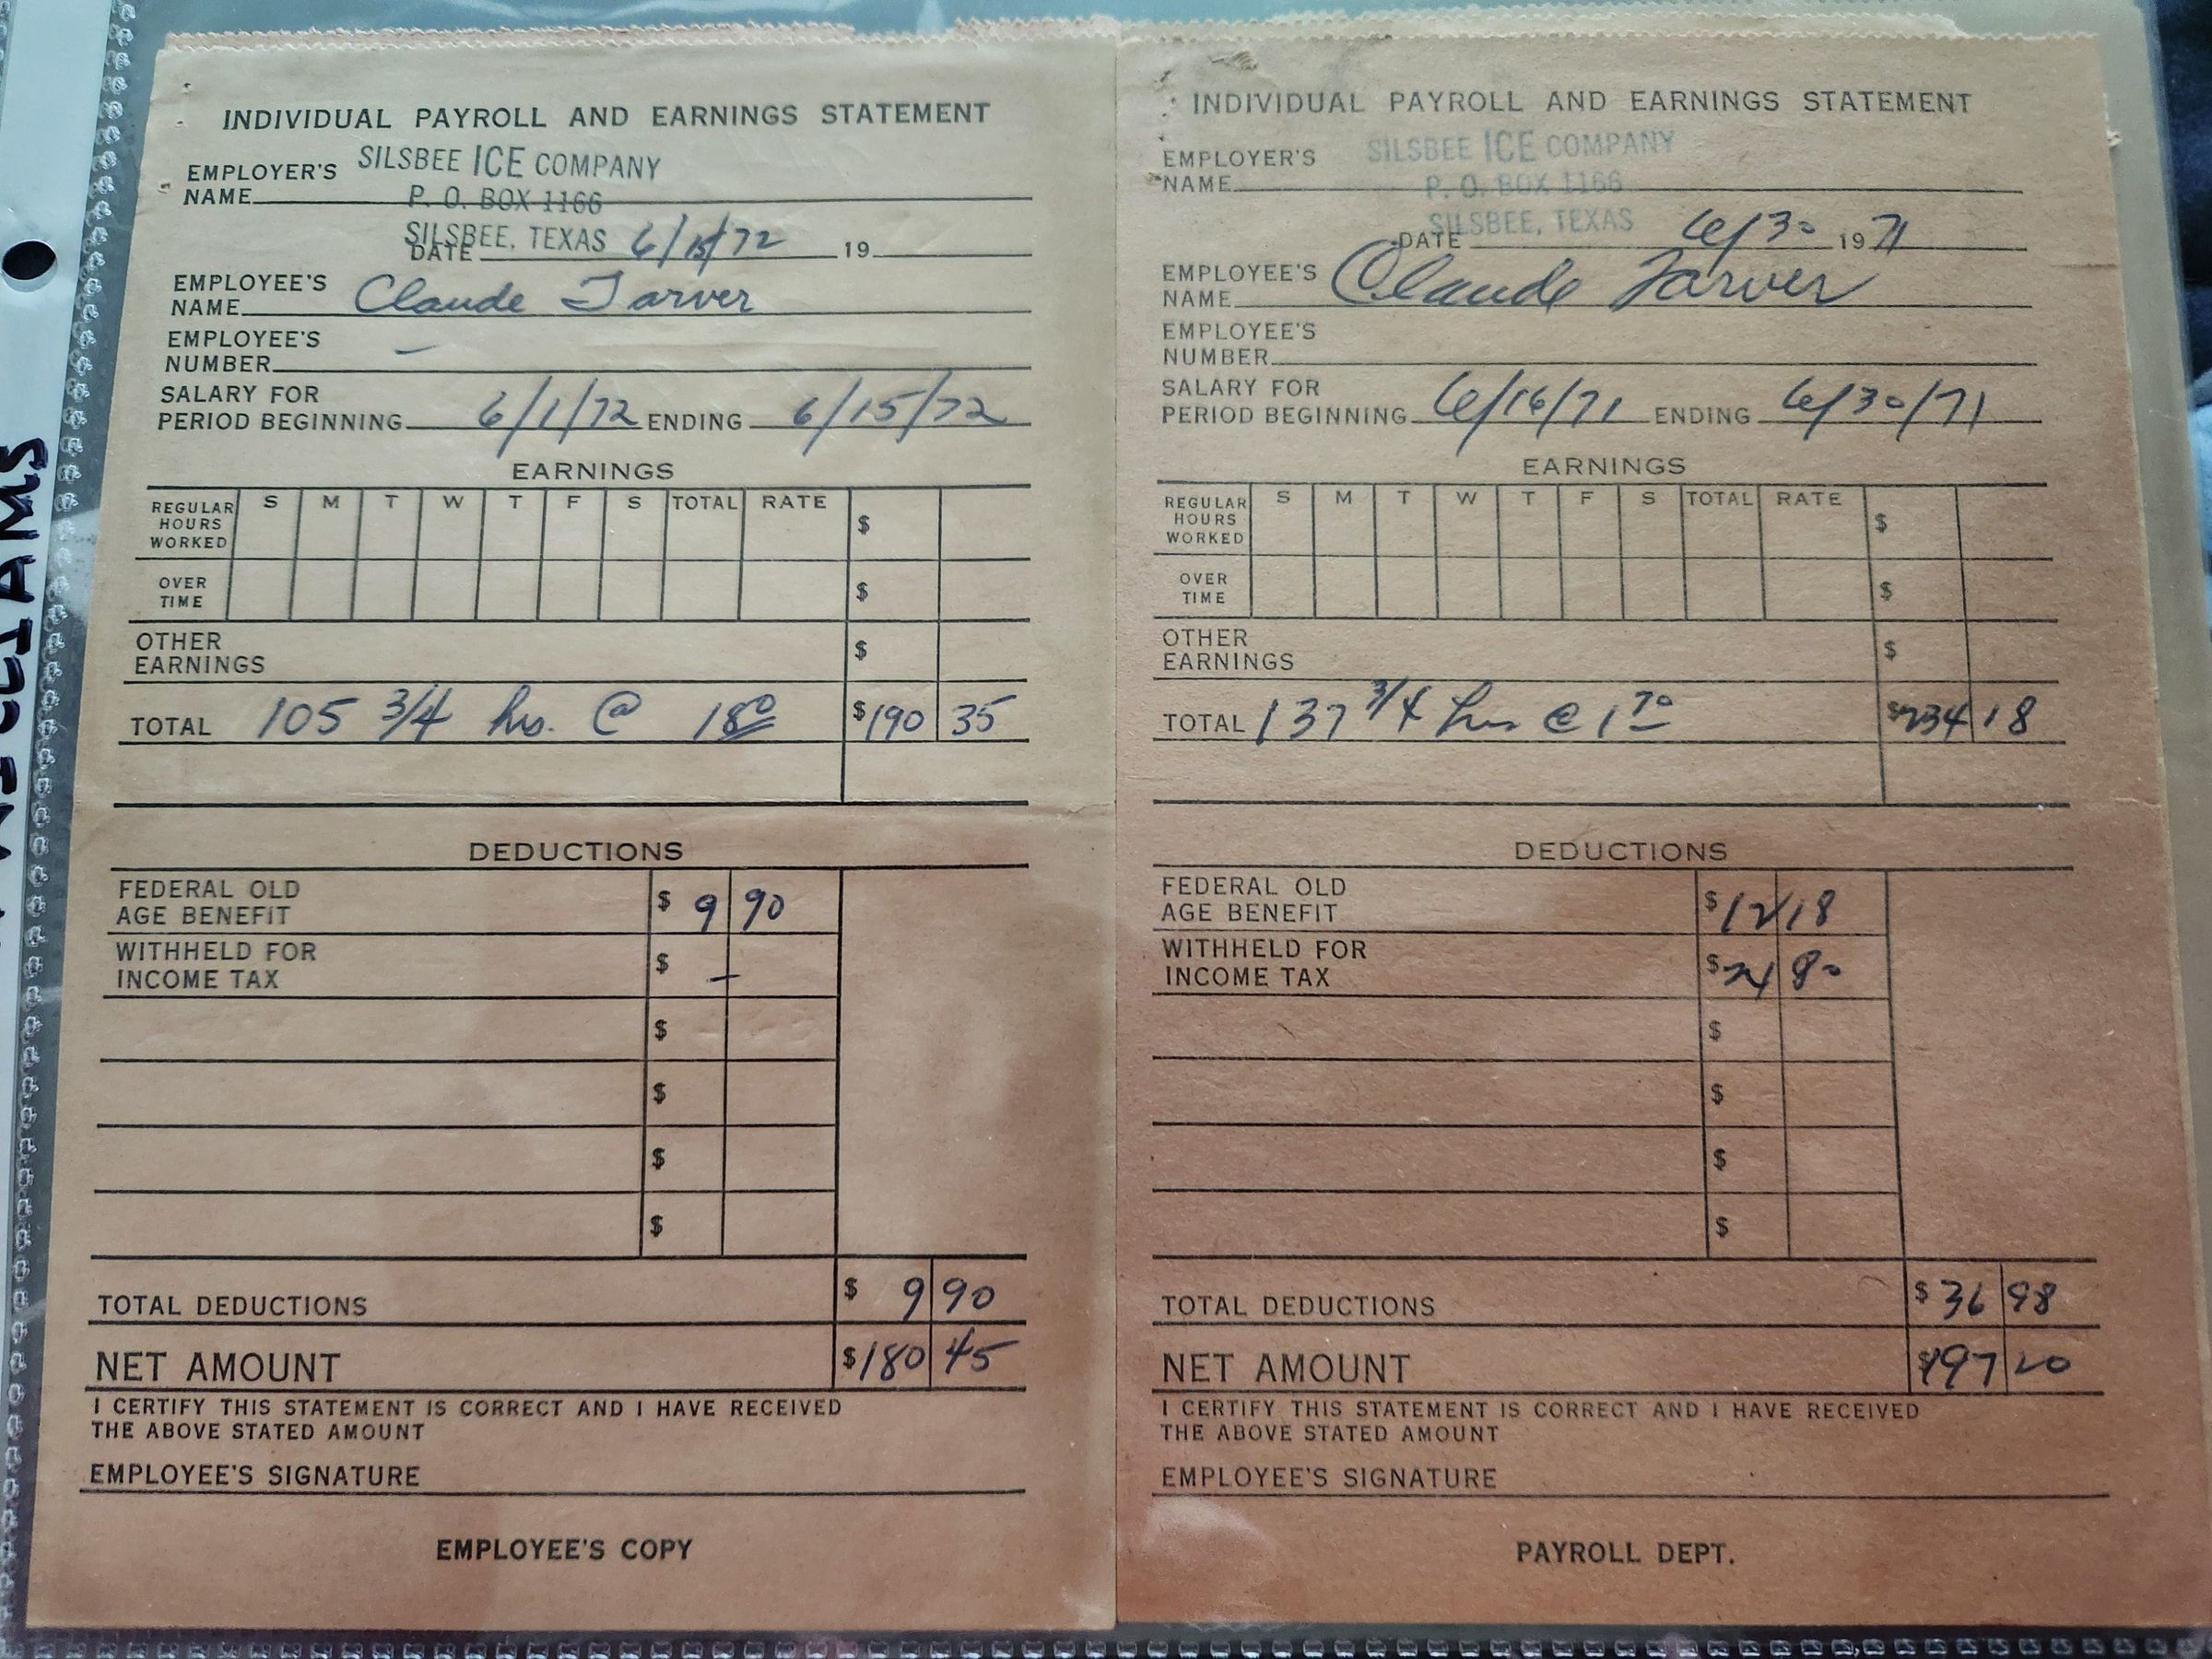 INDIVIDUAL PAYROLL AND EARNINGS STATEMENT
SILSBEE ICE COMPANY
EMPLOYER'S
NAME
P. O. BOX 1166
SILSBEE, TEXAS
DATE 6/15/72 19
EMPLOYEE'S
NAME Claude Tarver
EMPLOYEE'S
NUMBER —
SALARY FOR
PERIOD BEGINNING 6/1/72 ENDING 6/15/72
EARNINGS
REGULAR HOURS WORKED S M T W T F S TOTAL RATE $
OVER TIME $
OTHER EARNINGS $
TOTAL 105 3/4 hrs. @ 180 $190 35
DEDUCTIONS
FEDERAL OLD
AGE BENEFIT $ 9 90
WITHHELD FOR
INCOME TAX $ —
$
$
$
$
TOTAL DEDUCTIONS $ 9 90
NET AMOUNT $180 45
I CERTIFY THIS STATEMENT IS CORRECT AND I HAVE RECEIVED
THE ABOVE STATED AMOUNT
EMPLOYEE'S SIGNATURE
EMPLOYEE'S COPY
INDIVIDUAL PAYROLL AND EARNINGS STATEMENT
SILSBEE ICE COMPANY
EMPLOYER'S
NAME
P. O. BOX 1166
SILSBEE, TEXAS
DATE 6/30 1971
EMPLOYEE'S
NAME Claude Tarver
EMPLOYEE'S
NUMBER
SALARY FOR
PERIOD BEGINNING 6/16/71 ENDING 6/30/71
EARNINGS
REGULAR HOURS WORKED S M T W T F S TOTAL RATE $
OVER TIME $
OTHER EARNINGS $
TOTAL 137 3/4 hrs @ 170 $234 18
DEDUCTIONS
FEDERAL OLD
AGE BENEFIT $12 18
WITHHELD FOR
INCOME TAX $24 80
$
$
$
$
TOTAL DEDUCTIONS $36 98
NET AMOUNT $197 20
I CERTIFY THIS STATEMENT IS CORRECT AND I HAVE RECEIVED
THE ABOVE STATED AMOUNT
EMPLOYEE'S SIGNATURE
PAYROLL DEPT.